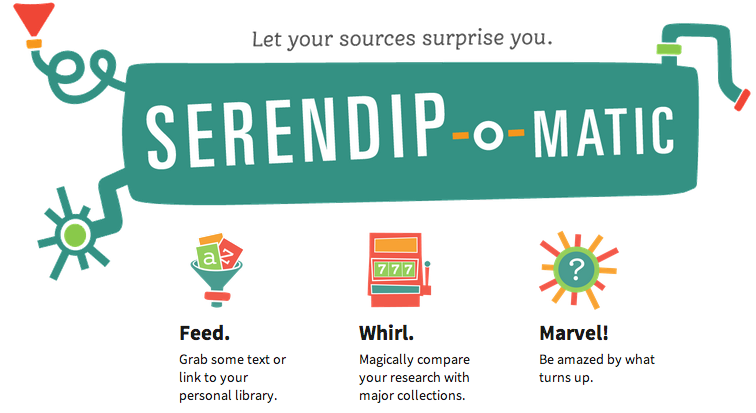 Let your sources surprise you.
SERENDIP-o-MATIC
a z
777
?
Feed.
Grab some text or
link to your
personal library.
Whirl.
Magically compare
your research with
major collections.
Marvel!
Be amazed by what
turns up.